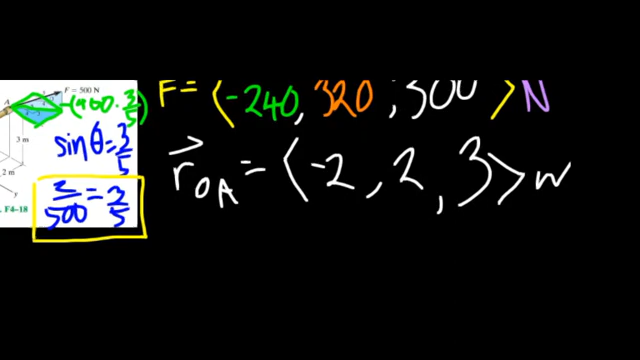 F = 500 N
A
-(400 · 3/5)
3 m
2 m
y
F4–18
sin θ = 3/5
z/500 = 3/5
F = ⟨-240, 320, 300⟩ N
r⃗OA = ⟨-2, 2, 3⟩ m